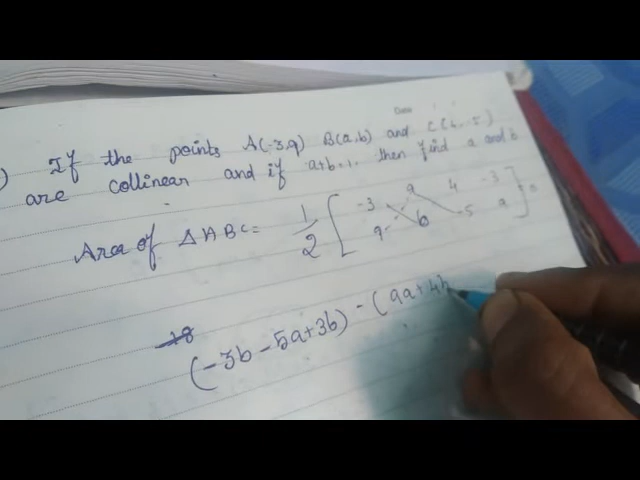 ) If the points A(-3,9) B(a,b) and C(4,-5)
are collinear and if a+b=1, then find a and b
Area of ΔABC= 1/2 [ -3 a 4 -3
9 b -5 9 ] = 0
(-3b-5a+3b) - (9a+4b